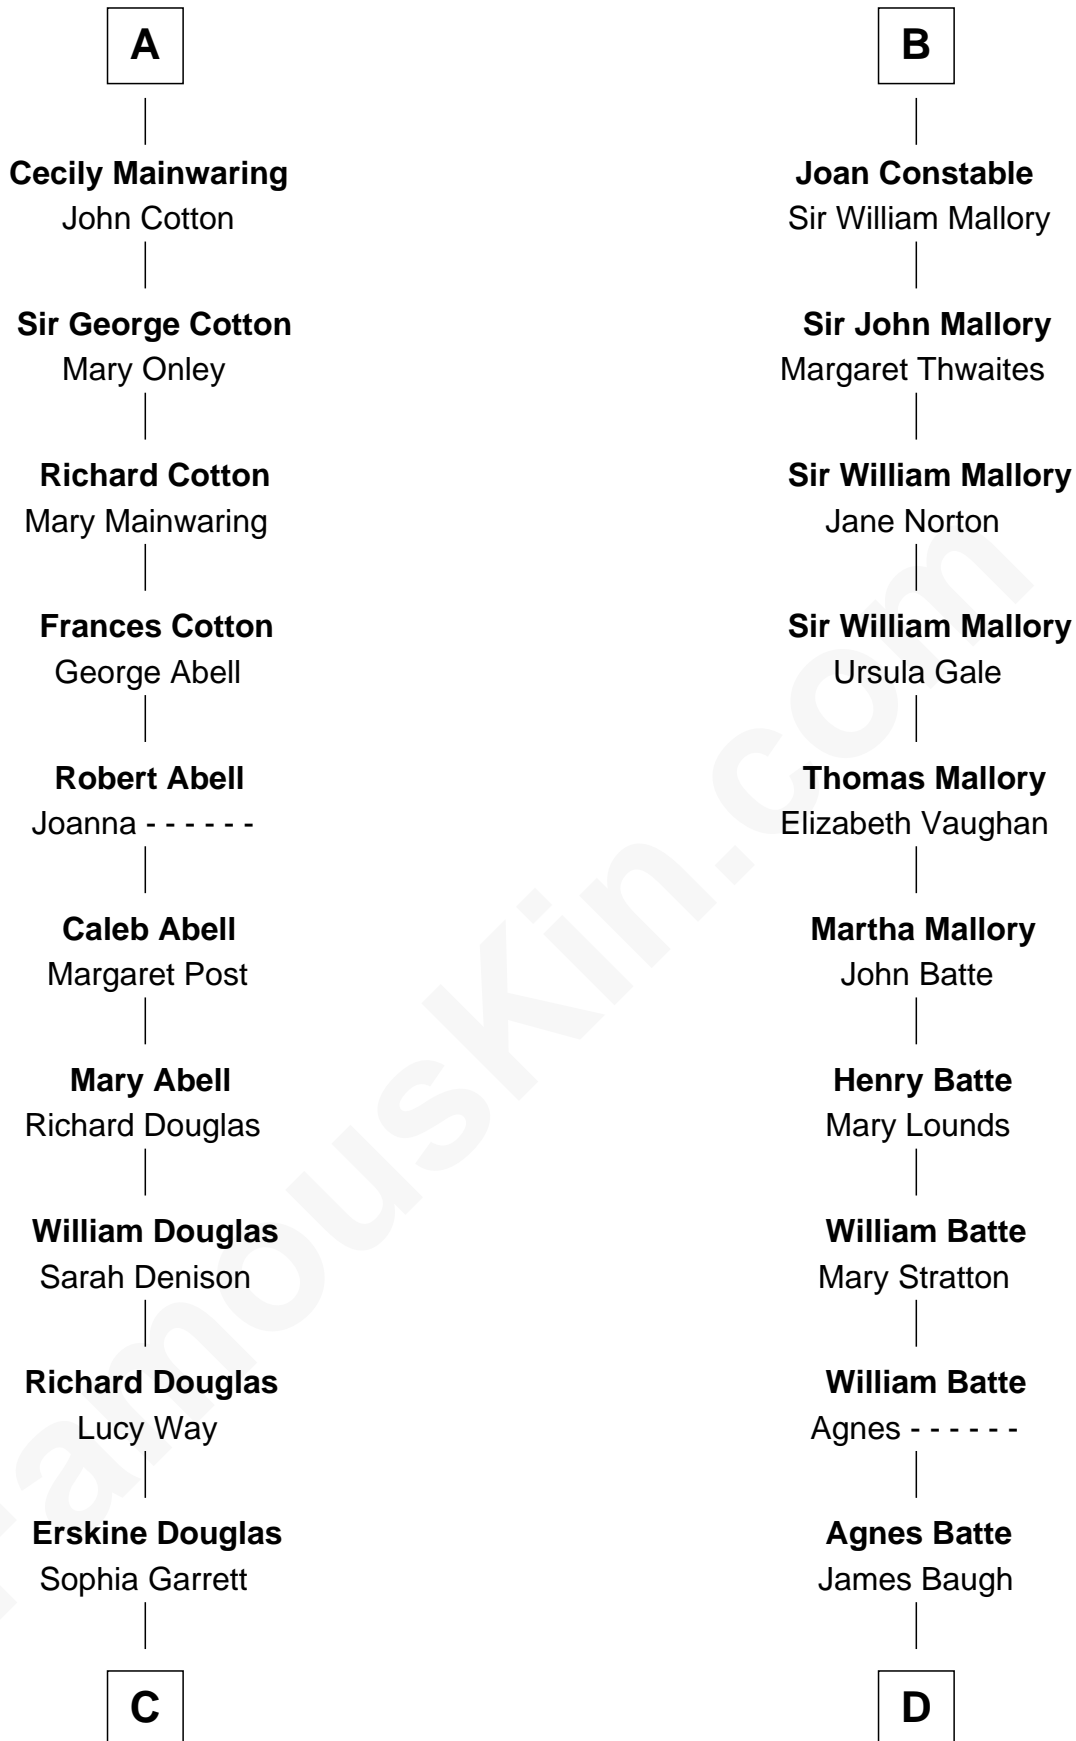 A
Cecily Mainwaring
John Cotton
Sir George Cotton
Mary Onley
Richard Cotton
Mary Mainwaring
Frances Cotton
George Abell
Robert Abell
Joanna - - - - - -
Caleb Abell
Margaret Post
Mary Abell
Richard Douglas
William Douglas
Sarah Denison
Richard Douglas
Lucy Way
Erskine Douglas
Sophia Garrett
C
B
Joan Constable
Sir William Mallory
Sir John Mallory
Margaret Thwaites
Sir William Mallory
Jane Norton
Sir William Mallory
Ursula Gale
Thomas Mallory
Elizabeth Vaughan
Martha Mallory
John Batte
Henry Batte
Mary Lounds
William Batte
Mary Stratton
William Batte
Agnes - - - - - -
Agnes Batte
James Baugh
D
FamousKin.com